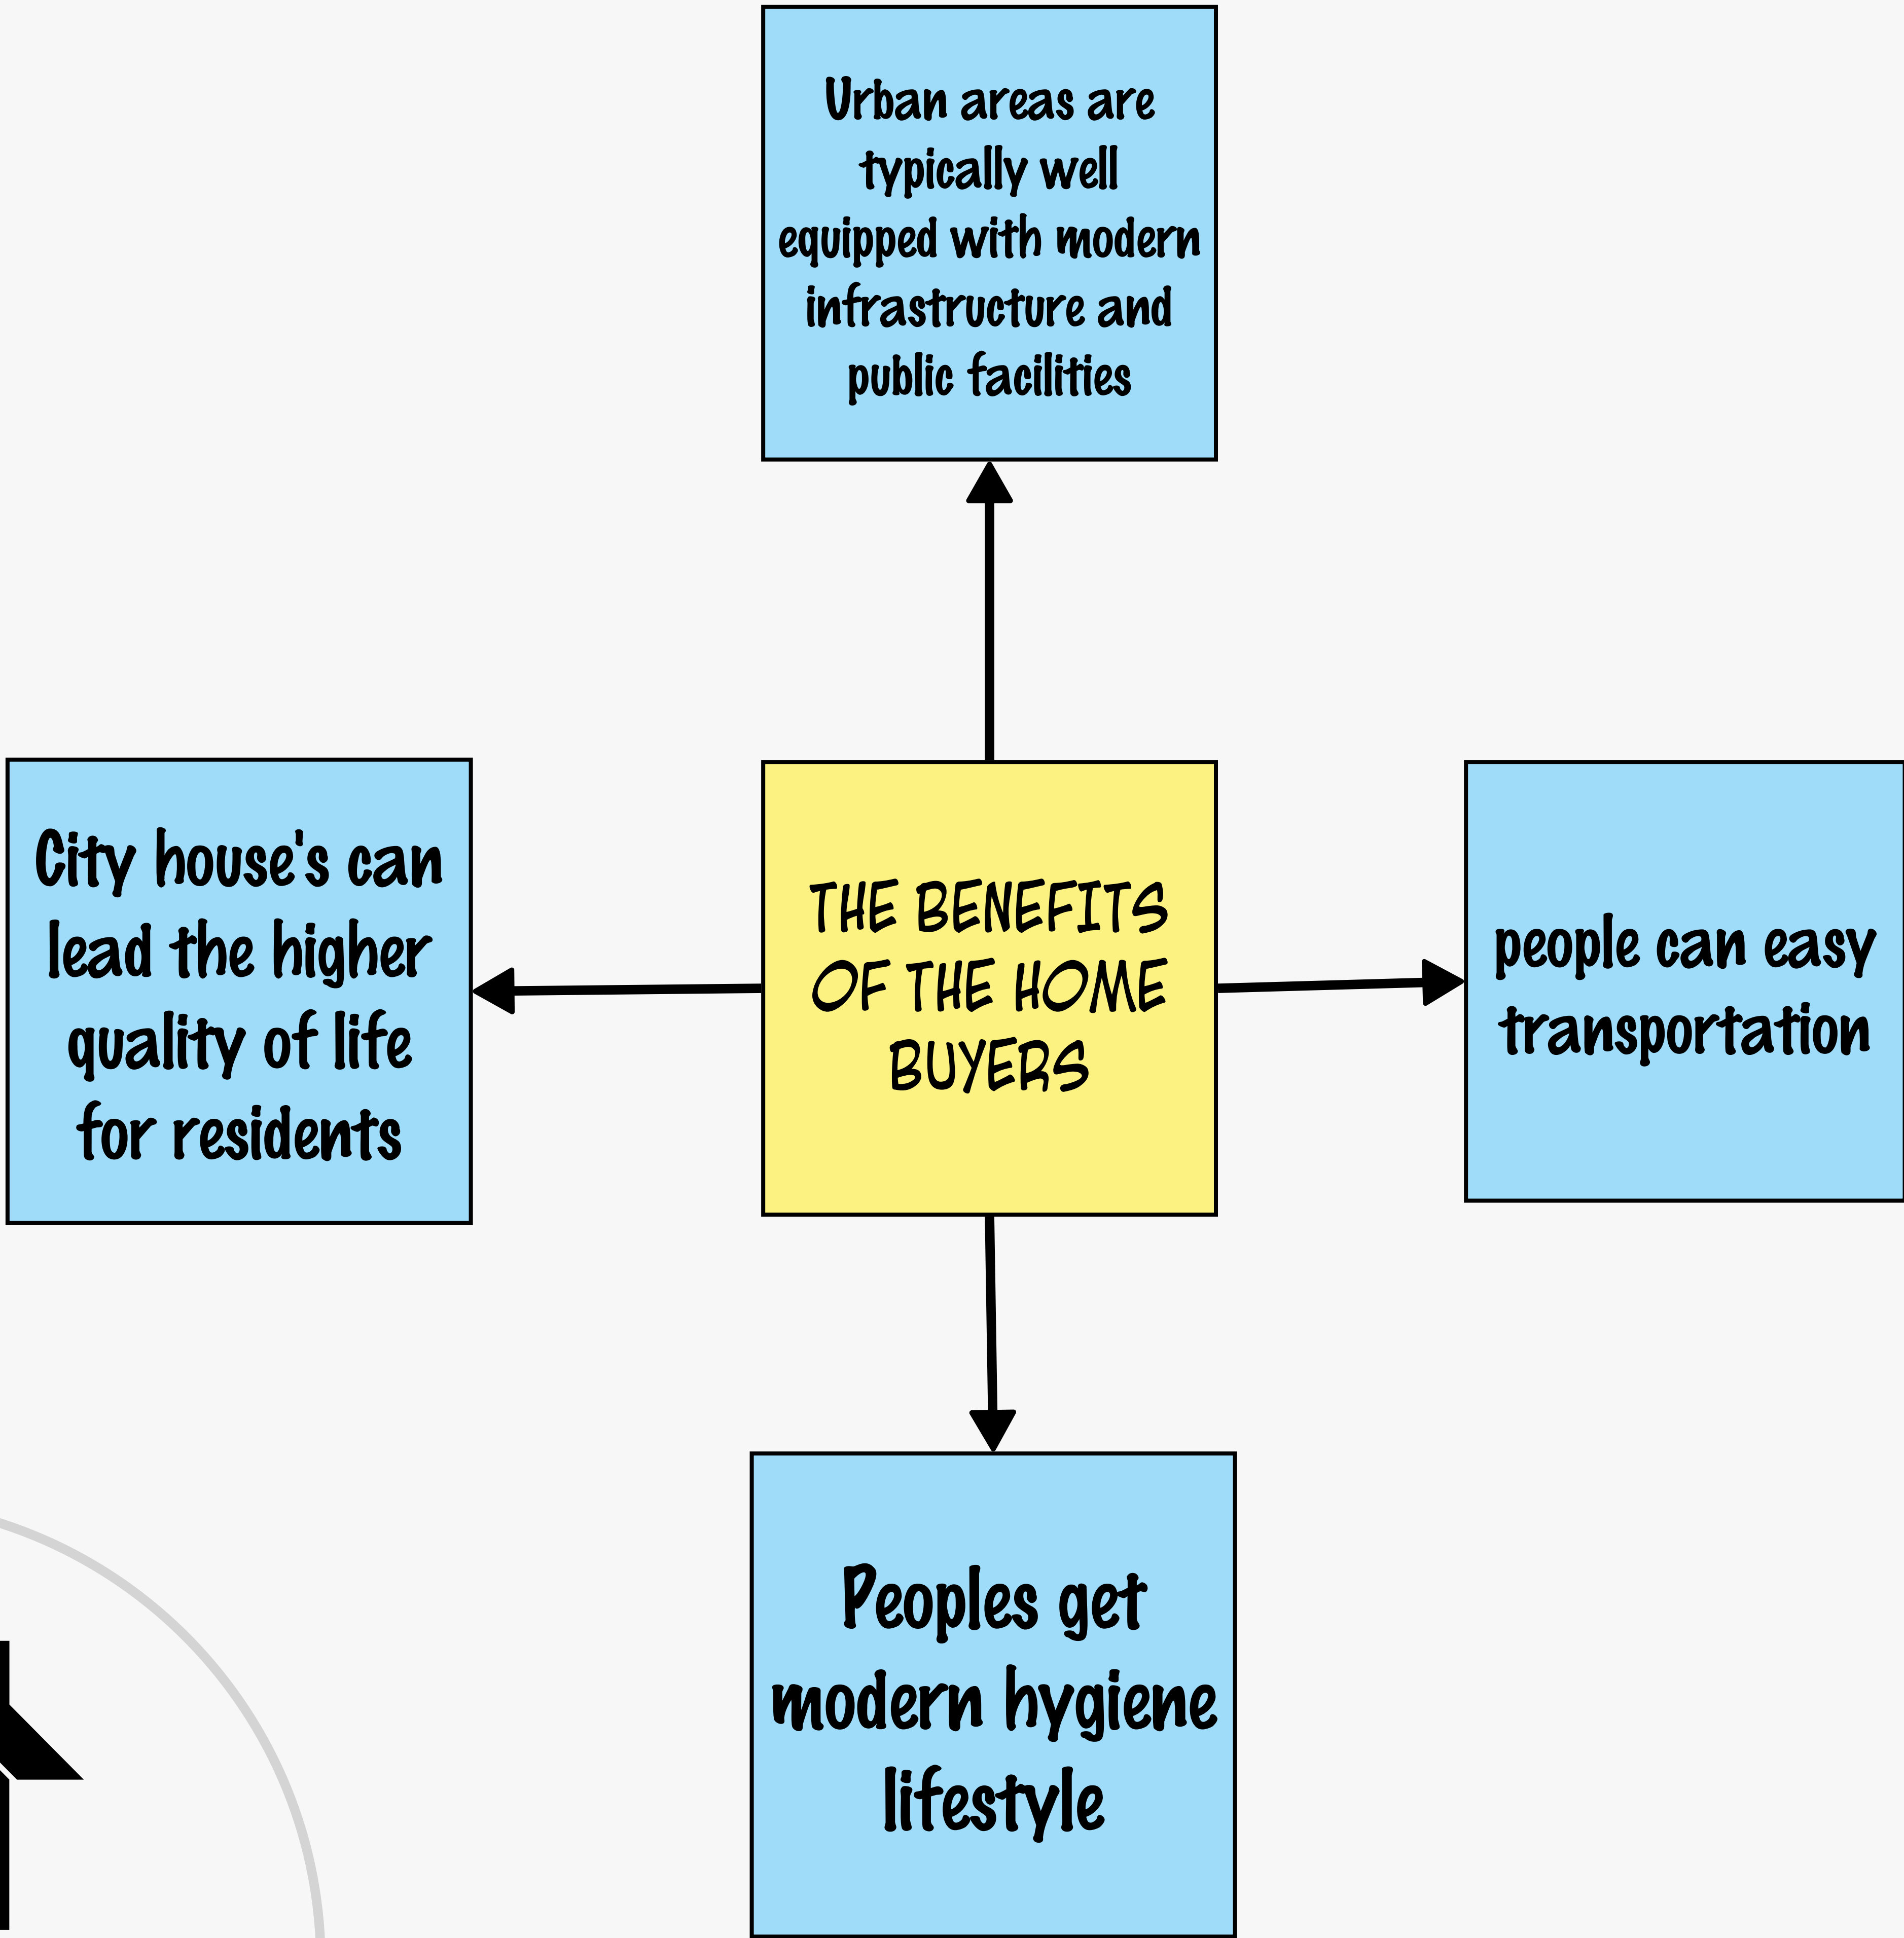 Urban areas are
typically well
equipped with modern
infrastructure and
public facilities
City house's can
lead the higher
quality of life
for residents
THE BENEFITS
OF THE HOME
BUYERS
people can easy
transportation
Peoples get
modern hygiene
lifestyle